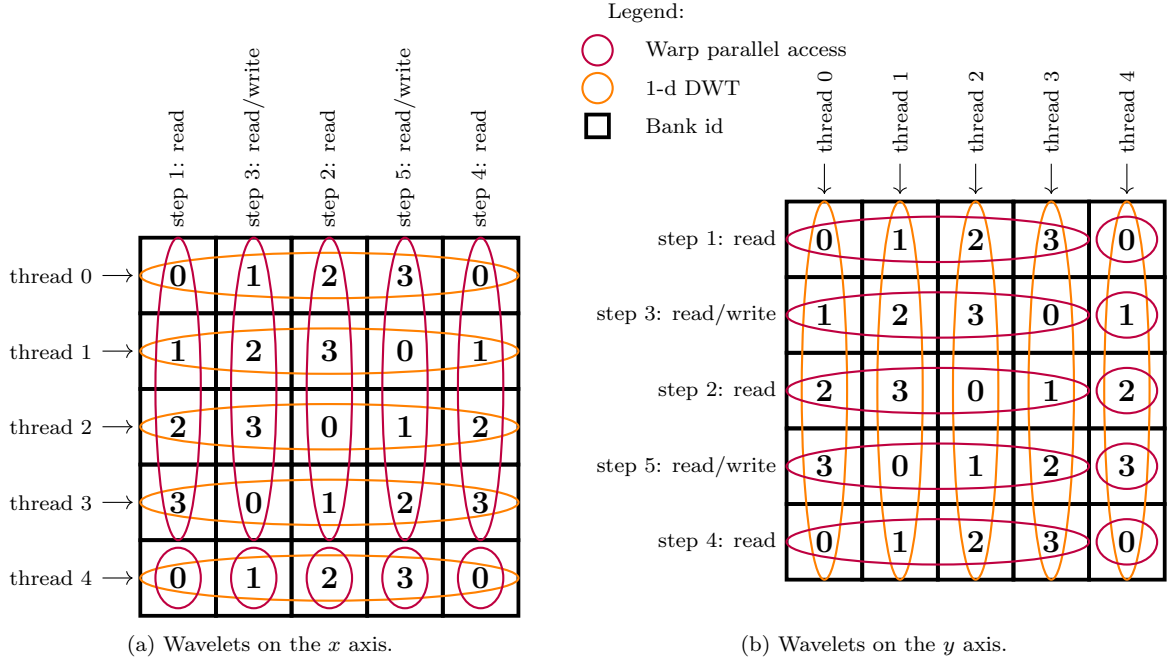 Legend:
Warp parallel access
1-d DWT
Bank id
step 1: read
step 3: read/write
step 2: read
step 5: read/write
step 4: read
thread 0
0 1 2 3 0
thread 1
1 2 3 0 1
thread 2
2 3 0 1 2
thread 3
3 0 1 2 3
thread 4
0 1 2 3 0
(a) Wavelets on the x axis.
thread 0
thread 1
thread 2
thread 3
thread 4
step 1: read
0 1 2 3 0
step 3: read/write
1 2 3 0 1
step 2: read
2 3 0 1 2
step 5: read/write
3 0 1 2 3
step 4: read
0 1 2 3 0
(b) Wavelets on the y axis.